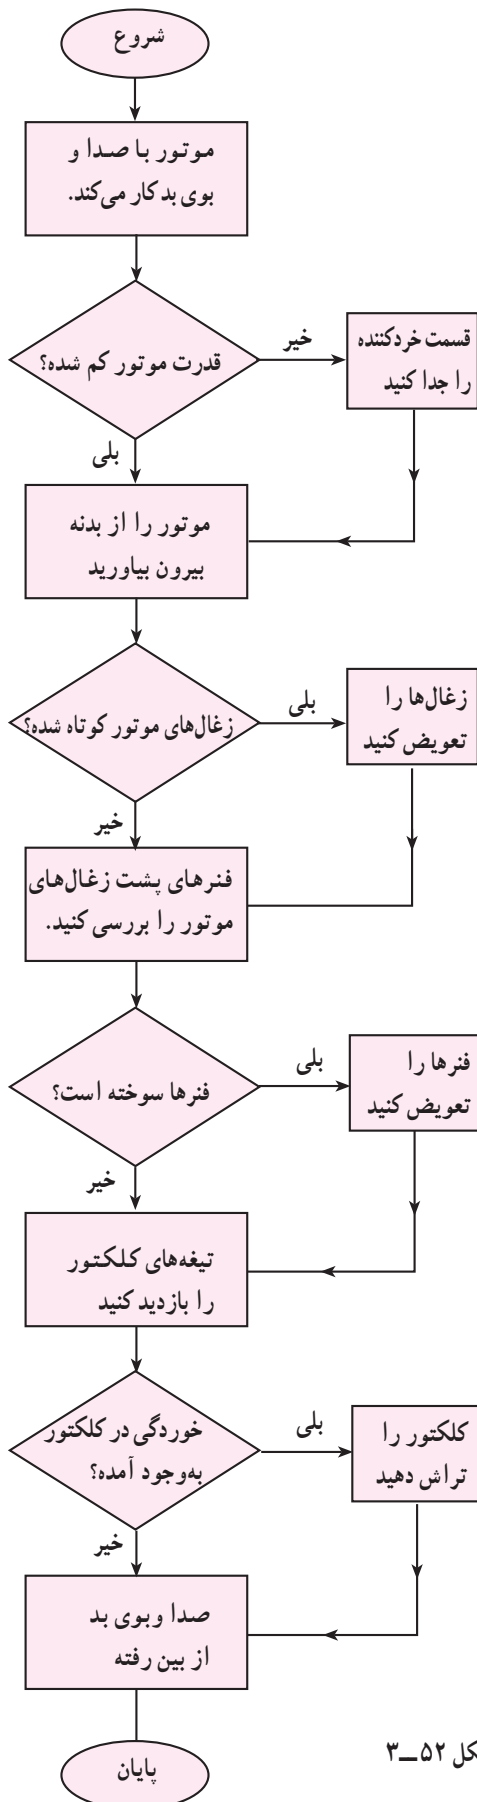 شروع
موتور با صدا و
بوی بد کار می‌کند.
قدرت موتور کم شده؟
خیر
قسمت خردکننده
را جدا کنید
بلی
موتور را از بدنه
بیرون بیاورید
زغال‌های موتور کوتاه شده؟
بلی
زغال‌ها را
تعویض کنید
خیر
فنرهای پشت زغال‌های
موتور را بررسی کنید.
فنرها سوخته است؟
بلی
فنرها را
تعویض کنید
خیر
تیغه‌های کلکتور
را بازدید کنید
خوردگی در کلکتور
به‌وجود آمده؟
بلی
کلکتور را
تراش دهید
خیر
صدا وبوی بد
از بین رفته
پایان
کل ۵۲ــ۳